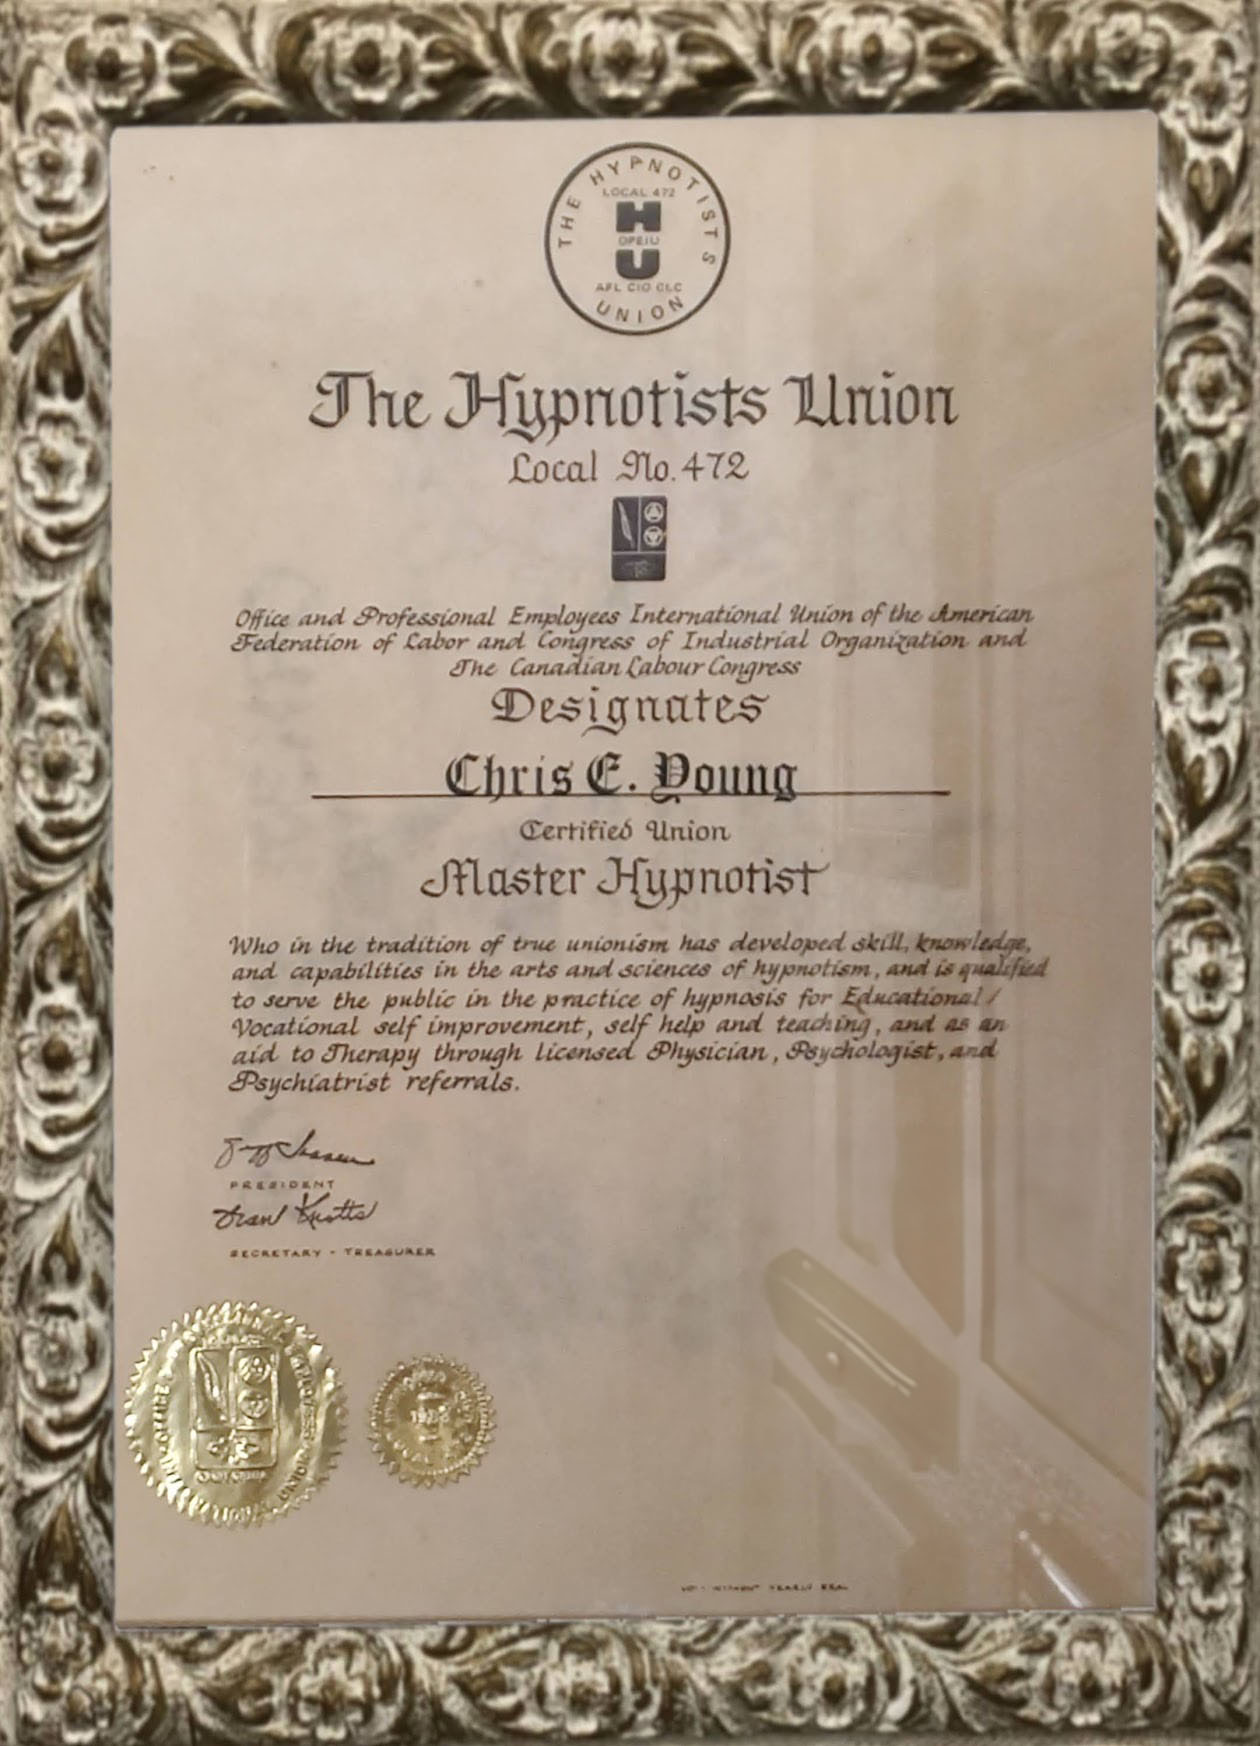 THE HYPNOTISTS
LOCAL 472
HU
OPEIU
AFL CIO CLC
UNION
The Hypnotists Union
Local No. 472
Office and Professional Employees International Union of the American
Federation of Labor and Congress of Industrial Organization and
The Canadian Labour Congress
Designates
Chris E. Young
Certified Union
Master Hypnotist
Who in the tradition of true unionism has developed skill, knowledge,
and capabilities in the arts and sciences of hypnotism, and is qualified
to serve the public in the practice of hypnosis for Educational/
Vocational self improvement, self help and teaching, and as an
aid to Therapy through licensed Physician, Psychologist, and
Psychiatrist referrals.
PRESIDENT
SECRETARY - TREASURER
UNION
WITHOUT YEARLY SEAL